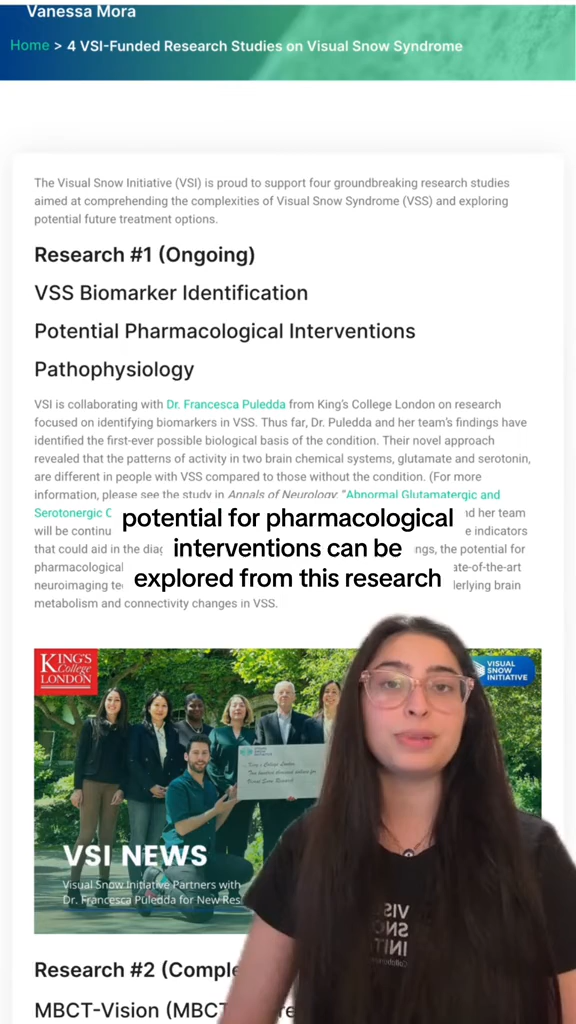 Vanessa Mora
Home > 4 VSI-Funded Research Studies on Visual Snow Syndrome
The Visual Snow Initiative (VSI) is proud to support four groundbreaking research studies
aimed at comprehending the complexities of Visual Snow Syndrome (VSS) and exploring
potential future treatment options.
Research #1 (Ongoing)
VSS Biomarker Identification
Potential Pharmacological Interventions
Pathophysiology
VSI is collaborating with Dr. Francesca Puledda from King's College London on research
focused on identifying biomarkers in VSS. Thus far, Dr. Puledda and her team's findings have
identified the first-ever possible biological basis of the condition. Their novel approach
revealed that the patterns of activity in two brain chemical systems, glutamate and serotonin,
are different in people with VSS compared to those without the condition. (For more
information, please see the study in Annals of Neurology: "Abnormal Glutamatergic and
Serotonergic
her team
will be
indicators
that could aid in the
the potential for
pharmacological
neuroimaging
brain
metabolism and connectivity changes in VSS.
potential for pharmacological
interventions can be
explored from this research
KING'S
College
LONDON
VISUAL
SNOW
INITIATIVE
VSI NEWS
Visual Snow Initiative Partners with
Dr. Francesca Puledda for New
Research #2
MBCT-Vision